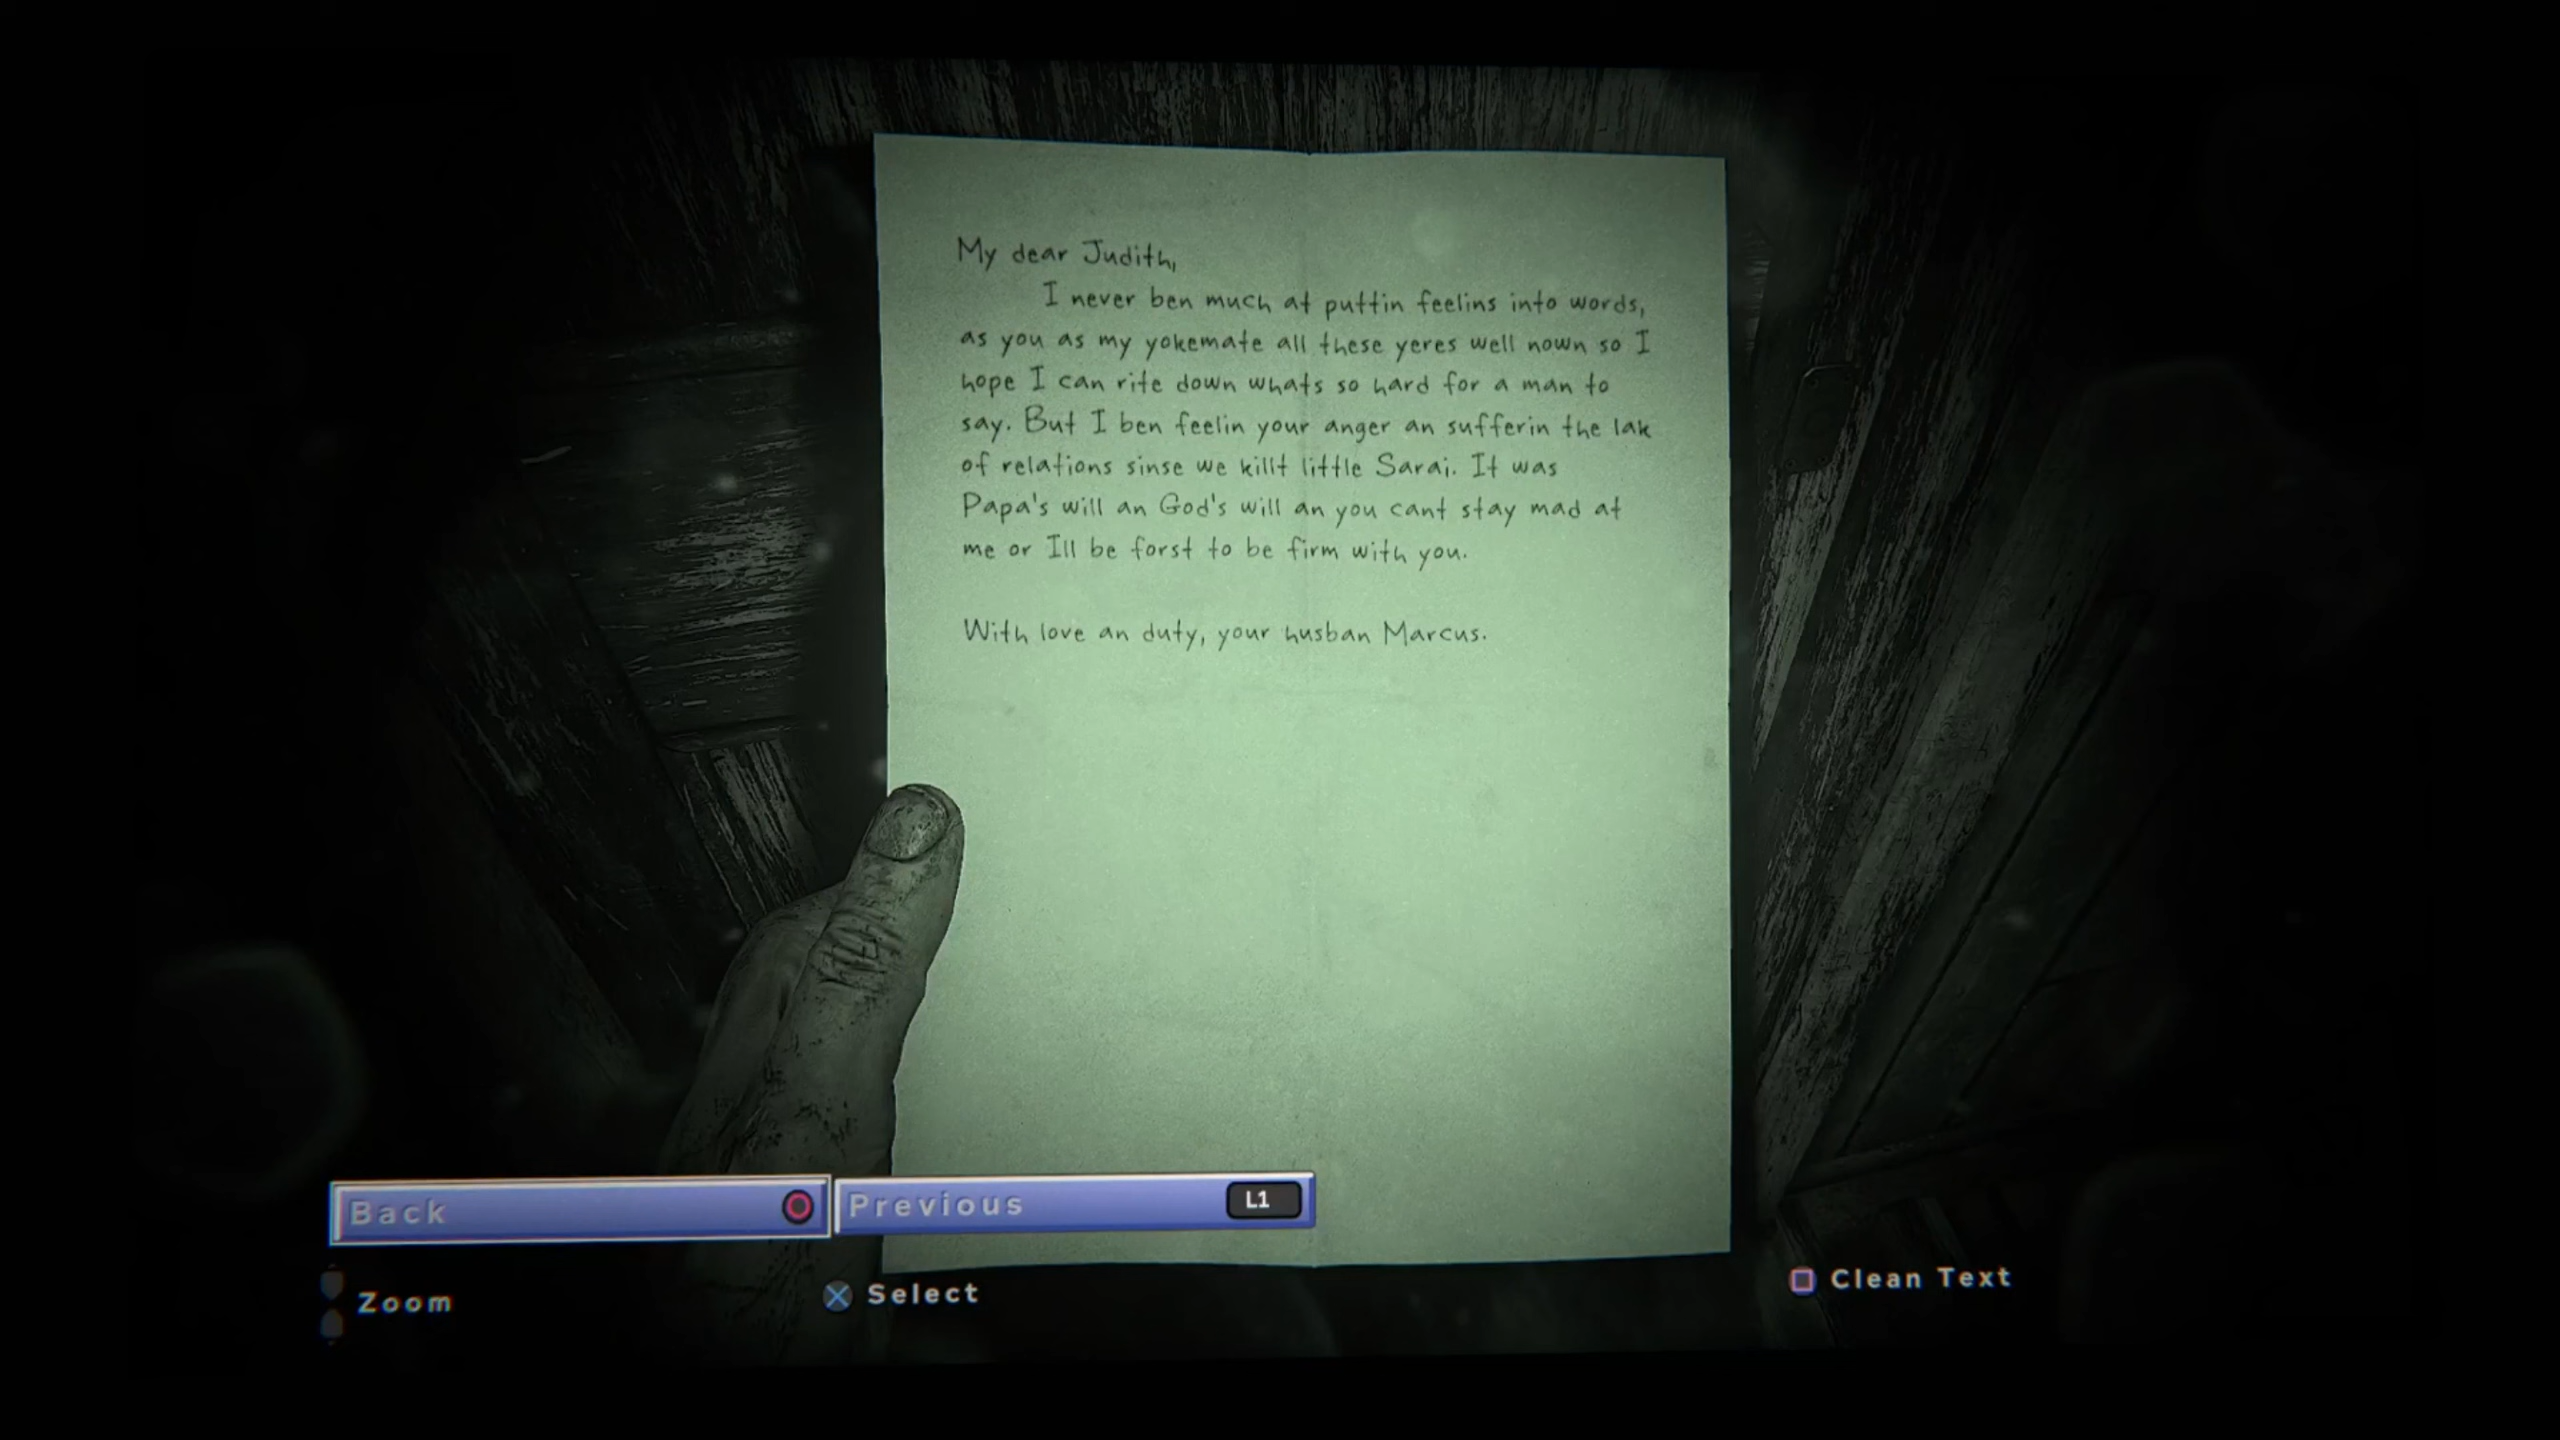 My dear Judith,
I never ben much at puttin feelins into words,
as you as my yokemate all these yeres well nown so I
hope I can rite down whats so hard for a man to
say. But I ben feelin your anger an sufferin the lak
of relations sinse we killt little Sarai. It was
Papa's will an God's will an you cant stay mad at
me or Ill be forst to be firm with you.
With love an duty, your husban Marcus.
Back
Previous L1
Zoom
Select
Clean Text